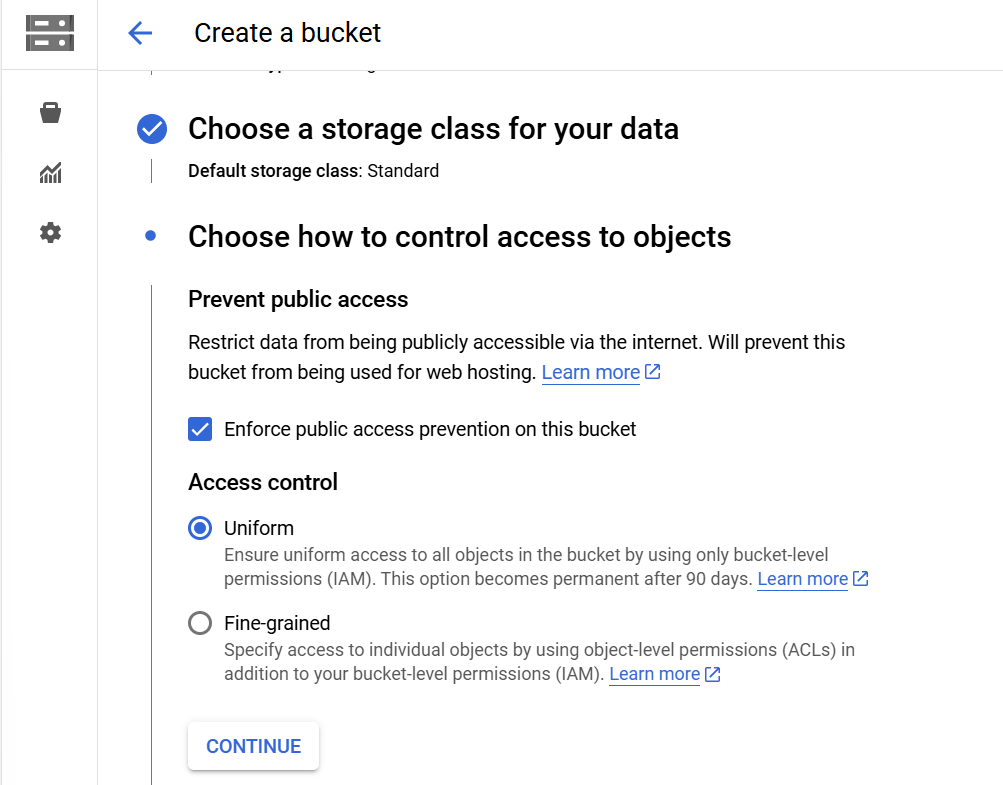 Create a bucket
Choose a storage class for your data
Default storage class: Standard
Choose how to control access to objects
Prevent public access
Restrict data from being publicly accessible via the internet. Will prevent this
bucket from being used for web hosting. Learn more
Enforce public access prevention on this bucket
Access control
Uniform
Ensure uniform access to all objects in the bucket by using only bucket-level
permissions (IAM). This option becomes permanent after 90 days. Learn more
Fine-grained
Specify access to individual objects by using object-level permissions (ACLs) in
addition to your bucket-level permissions (IAM). Learn more
CONTINUE